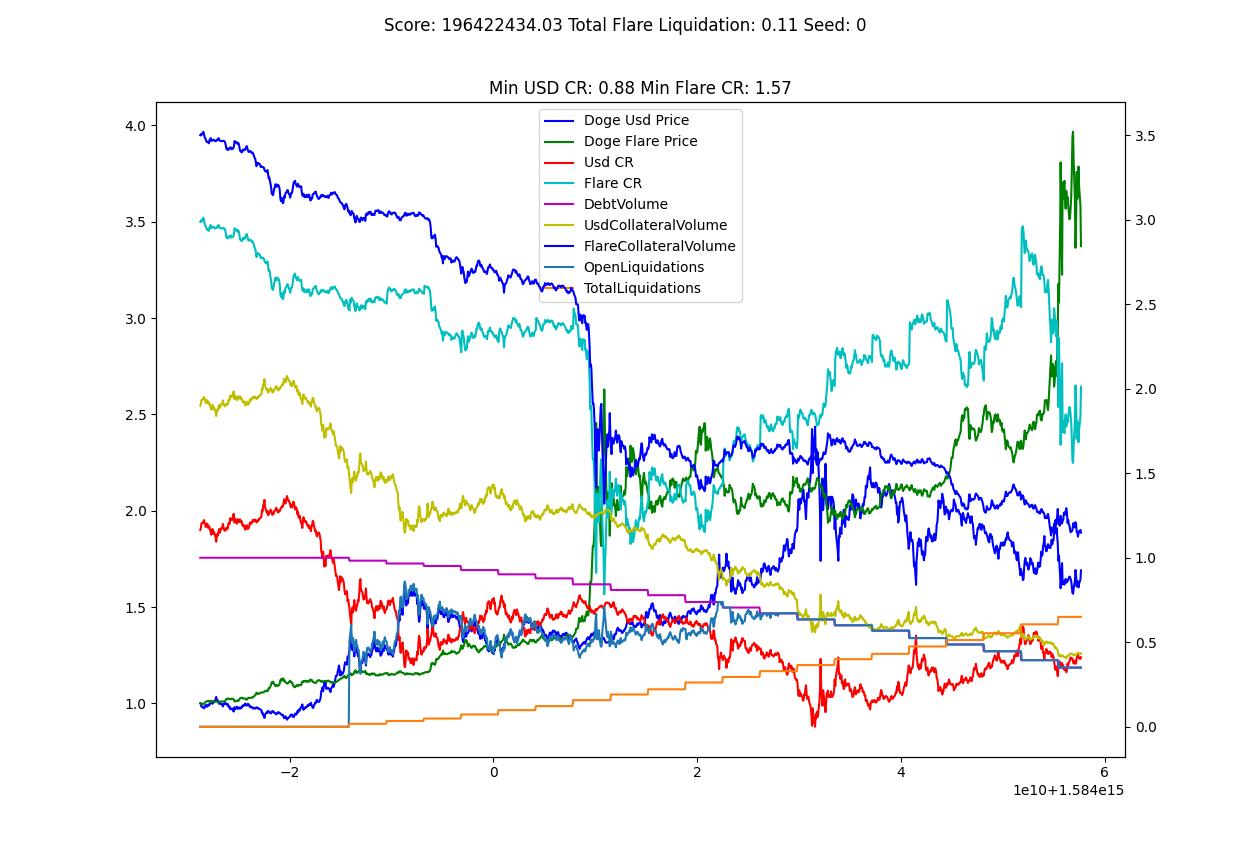 Score: 196422434.03 Total Flare Liquidation: 0.11 Seed: 0
Min USD CR: 0.88 Min Flare CR: 1.57
4.0
3.5
3.0
2.5
2.0
1.5
1.0
Doge Usd Price
Doge Flare Price
Usd CR
Flare CR
DebtVolume
UsdCollateralVolume
FlareCollateralVolume
OpenLiquidations
TotalLiquidations
3.5
3.0
2.5
2.0
1.5
1.0
0.5
0.0
−2 0 2 4 6
1e10+1.584e15